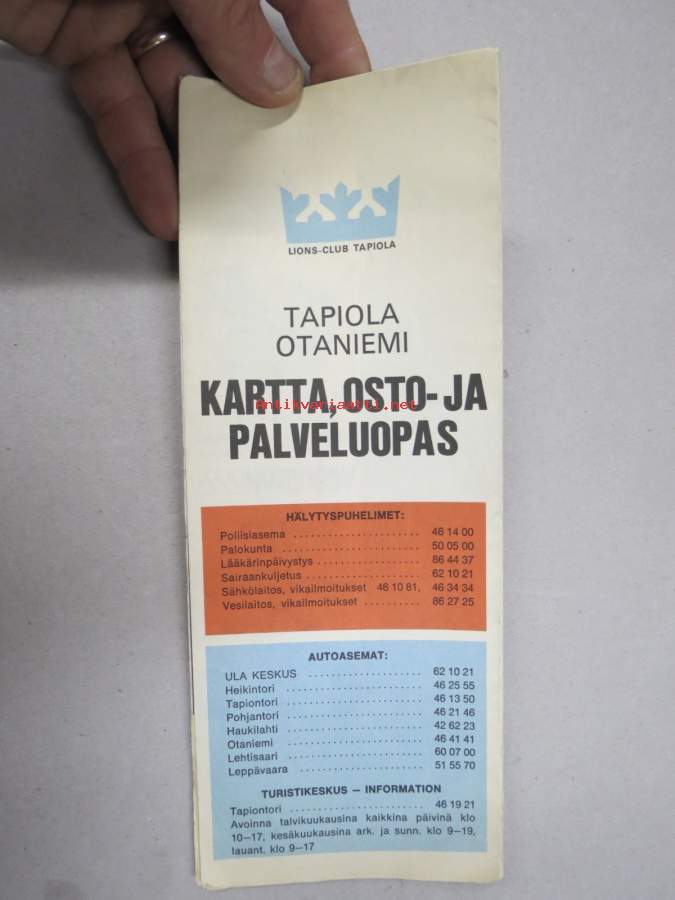 LIONS-CLUB TAPIOLA
TAPIOLA
OTANIEMI
KARTTA, OSTO- JA
antikvariaatti.net
PALVELUOPAS
HÄLYTYSPUHELIMET:
Poliisiasema ........................ 46 14 00
Palokunta ........................ 50 05 00
Lääkärinpäivystys .................... 86 44 37
Sairaankuljetus ...................... 62 10 21
Sähkölaitos, vikailmoitukset 46 10 81, 46 34 34
Vesilaitos, vikailmoitukset .......... 86 27 25
AUTOASEMAT:
ULA KESKUS ...................... 62 10 21
Heikintori ........................ 46 25 55
Tapiontori ........................ 46 13 50
Pohjantori ........................ 46 21 46
Haukilahti ........................ 42 62 23
Otaniemi ........................ 46 41 41
Lehtisaari ........................ 60 07 00
Leppävaara ...................... 51 55 70
TURISTIKESKUS — INFORMATION
Tapiontori ........................ 46 19 21
Avoinna talvikuukausina kaikkina päivinä klo
10—17, kesäkuukausina ark. ja sunn. klo 9—19,
lauant. klo 9—17